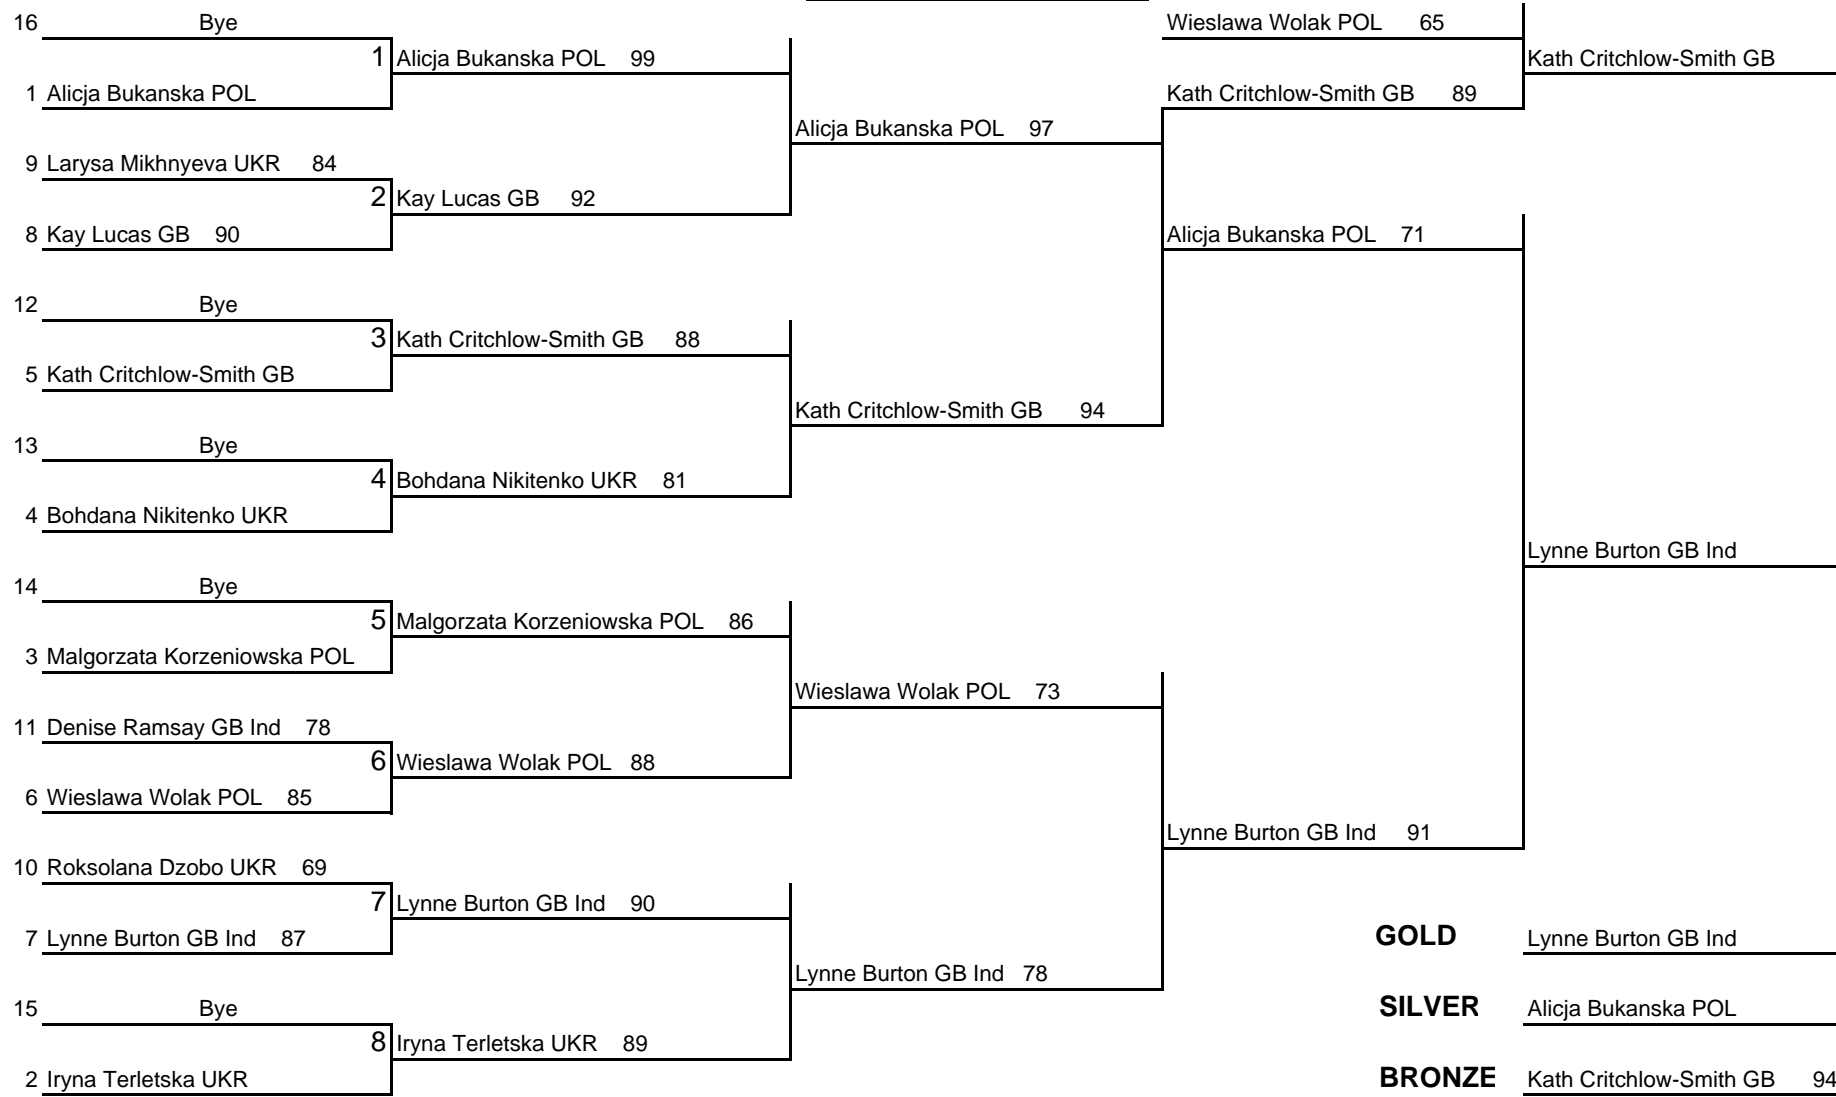 16 Bye Wieslawa Wolak POL 65
1 Alicja Bukanska POL 99 Kath Critchlow-Smith GB
1 Alicja Bukanska POL Kath Critchlow-Smith GB 89
Alicja Bukanska POL 97
9 Larysa Mikhnyeva UKR 84
2 Kay Lucas GB 92
8 Kay Lucas GB 90 Alicja Bukanska POL 71
12 Bye
3 Kath Critchlow-Smith GB 88
5 Kath Critchlow-Smith GB
Kath Critchlow-Smith GB 94
13 Bye
4 Bohdana Nikitenko UKR 81
4 Bohdana Nikitenko UKR
Lynne Burton GB Ind
14 Bye
5 Malgorzata Korzeniowska POL 86
3 Malgorzata Korzeniowska POL
Wieslawa Wolak POL 73
11 Denise Ramsay GB Ind 78
6 Wieslawa Wolak POL 88
6 Wieslawa Wolak POL 85
Lynne Burton GB Ind 91
10 Roksolana Dzobo UKR 69
7 Lynne Burton GB Ind 90
7 Lynne Burton GB Ind 87 GOLD Lynne Burton GB Ind
Lynne Burton GB Ind 78
15 Bye SILVER Alicja Bukanska POL
8 Iryna Terletska UKR 89
2 Iryna Terletska UKR BRONZE Kath Critchlow-Smith GB 94